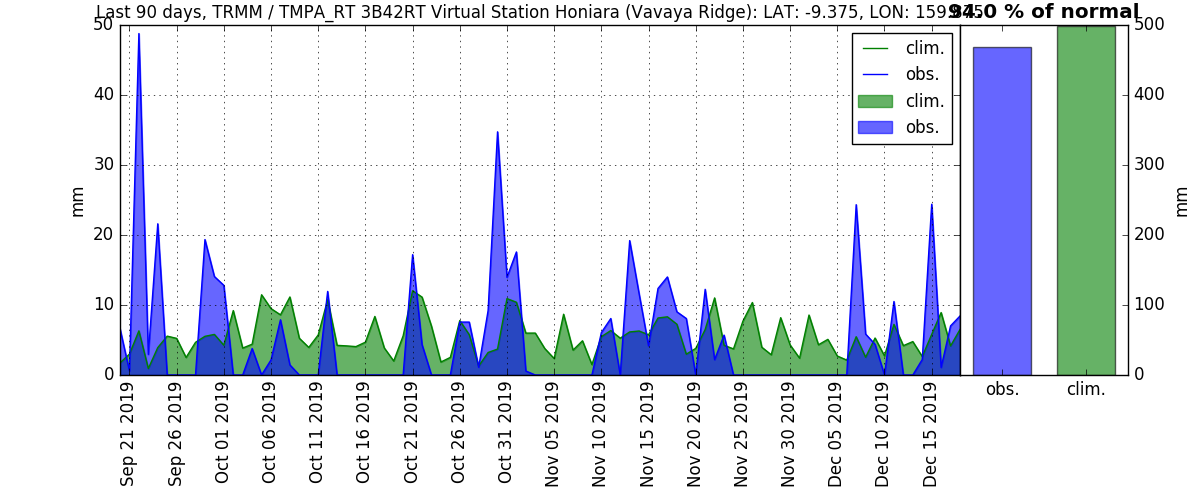 Last 90 days, TRMM / TMPA_RT 3B42RT Virtual Station Honiara (Vavaya Ridge): LAT: -9.375, LON: 159.
94.0 % of normal
50
40
30
20
10
0
mm
clim.
obs.
clim.
obs.
500
400
300
200
100
0
mm
Sep 21 2019
Sep 26 2019
Oct 01 2019
Oct 06 2019
Oct 11 2019
Oct 16 2019
Oct 21 2019
Oct 26 2019
Oct 31 2019
Nov 05 2019
Nov 10 2019
Nov 15 2019
Nov 20 2019
Nov 25 2019
Nov 30 2019
Dec 05 2019
Dec 10 2019
Dec 15 2019
obs.
clim.